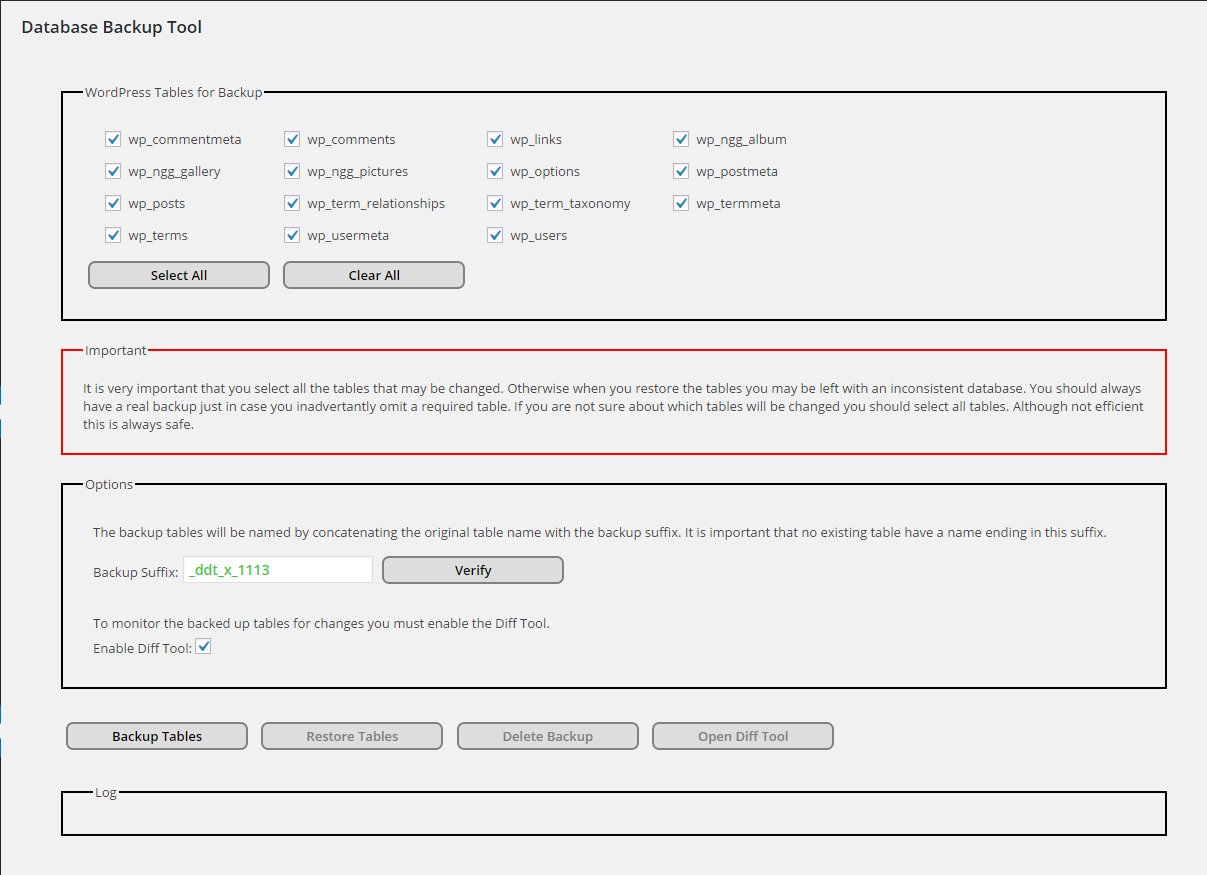 Database Backup Tool
WordPress Tables for Backup
wp_commentmeta wp_comments wp_links wp_ngg_album
wp_ngg_gallery wp_ngg_pictures wp_options wp_postmeta
wp_posts wp_term_relationships wp_term_taxonomy wp_termmeta
wp_terms wp_usermeta wp_users
Select All Clear All
Important
It is very important that you select all the tables that may be changed. Otherwise when you restore the tables you may be left with an inconsistent database. You should always
have a real backup just in case you inadvertantly omit a required table. If you are not sure about which tables will be changed you should select all tables. Although not efficient
this is always safe.
Options
The backup tables will be named by concatenating the original table name with the backup suffix. It is important that no existing table have a name ending in this suffix.
Backup Suffix: _ddt_x_1113 Verify
To monitor the backed up tables for changes you must enable the Diff Tool.
Enable Diff Tool:
Backup Tables Restore Tables Delete Backup Open Diff Tool
Log